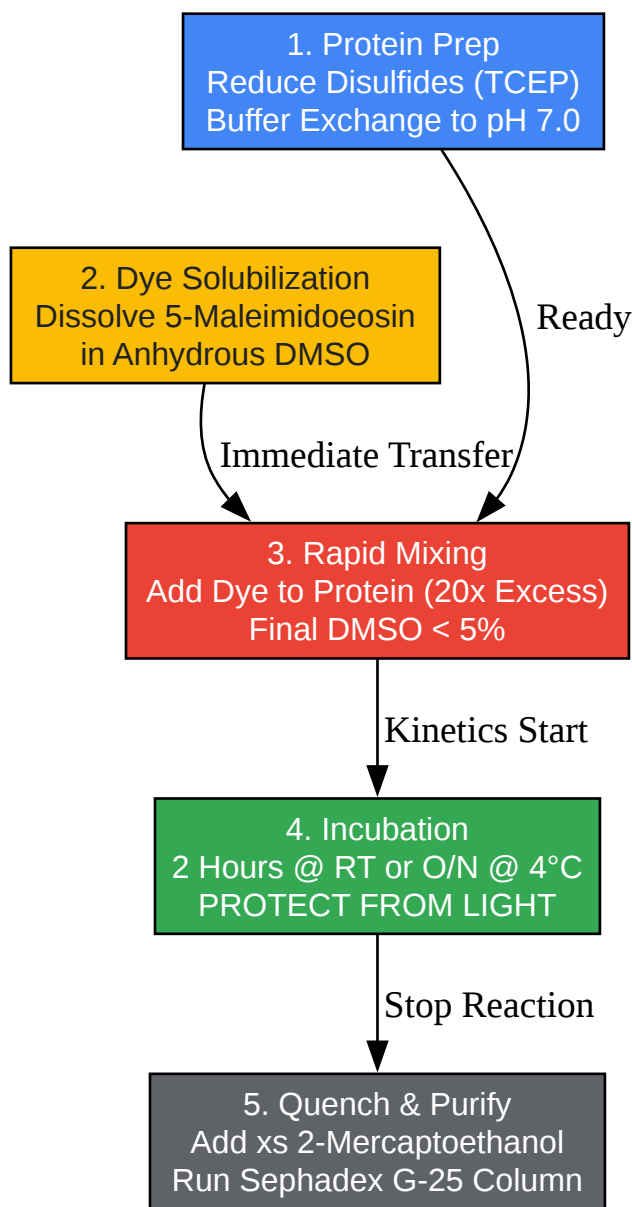 1. Protein Prep
Reduce Disulfides (TCEP)
Buffer Exchange to pH 7.0
2. Dye Solubilization
Dissolve 5-Maleimidoeosin
in Anhydrous DMSO
Ready
Immediate Transfer
3. Rapid Mixing
Add Dye to Protein (20x Excess)
Final DMSO < 5%
Kinetics Start
4. Incubation
2 Hours @ RT or O/N @ 4°C
PROTECT FROM LIGHT
Stop Reaction
5. Quench & Purify
Add xs 2-Mercaptoethanol
Run Sephadex G-25 Column